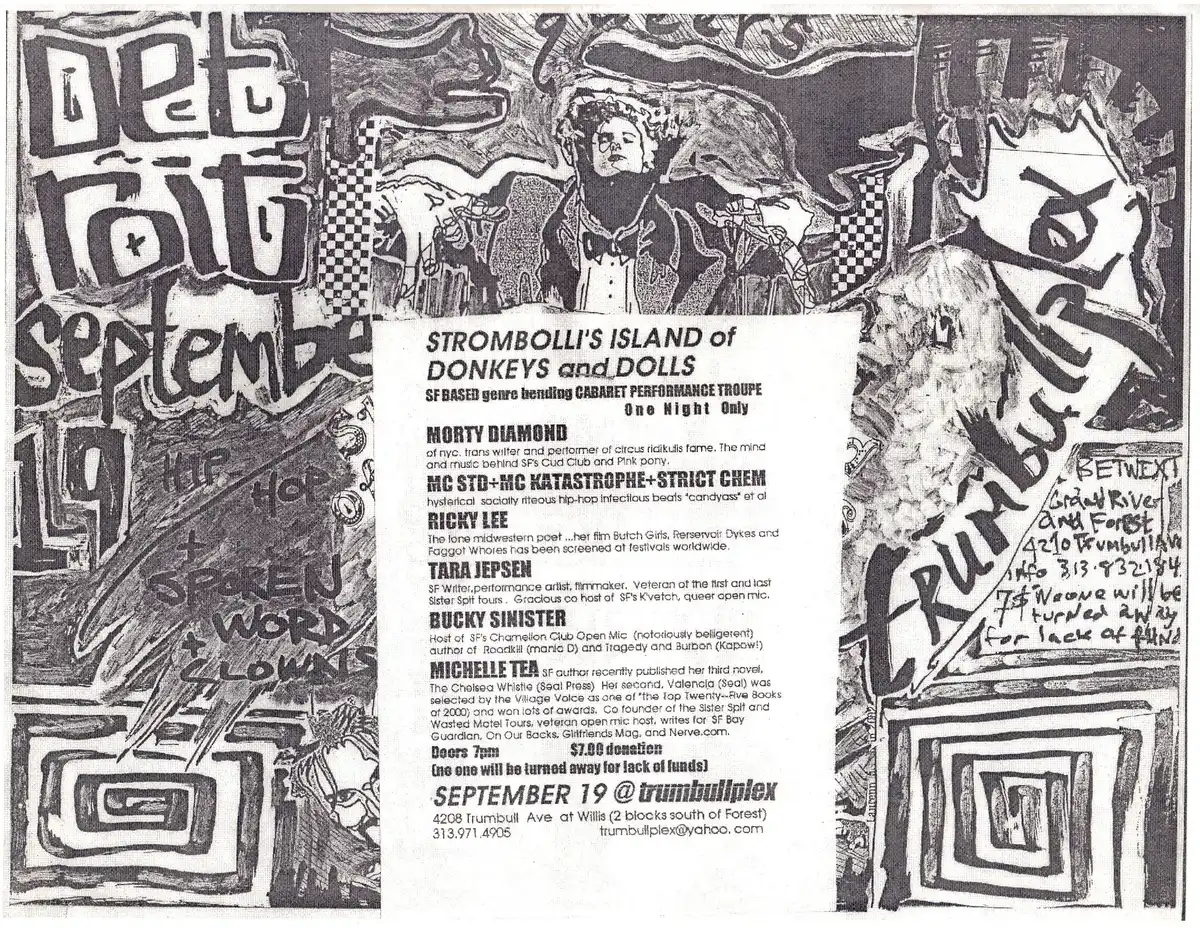 Det
roit
September
19
HIP
HOP
+
SPOKEN
WORD
+
CLOWNS
queers
STROMBOLLI'S ISLAND of
DONKEYS and DOLLS
SF BASED genre bending CABARET PERFORMANCE TROUPE
One Night Only
MORTY DIAMOND
of nyc. trans writer and performer of circus ridikulis fame. The mind
and music behind SF's Cud Club and Pink pony.
MC STD+MC KATASTROPHE+STRICT CHEM
hysterical socially riteous hip-hop infectious beats "candyass" et al
RICKY LEE
The lone midwestern poet ...her film Butch Girls, Rerservoir Dykes and
Faggot Whores has been screened at festivals worldwide.
TARA JEPSEN
SF Writer,performance artist, filmmaker. Veteran of the first and last
Sister Spit tours . Gracious co host of SF's K'vetch, queer open mic.
BUCKY SINISTER
Host of SF's Chamelion Club Open Mic (notoriously belligerent)
author of Roadkill (mania D) and Tragedy and Burbon (Kapow!)
MICHELLE TEA SF author recently published her third novel,
The Chelsea Whistle (Seal Press) Her second, Valencia (Seal) was
selected by the Village Voice as one of "the Top Twenty-Five Books
of 2000) and won lots of awards. Co founder of the Sister Spit and
Wasted Motel Tours, veteran open mic host, writes for SF Bay
Guardian, On Our Backs, Girlfriends Mag, and Nerve.com.
Doors 7pm $7.00 donation
(no one will be turned away for lack of funds)
SEPTEMBER 19 @ trumbullplex
4208 Trumbull Ave at Willis (2 blocks south of Forest)
313.971.4905 trumbullplex@yahoo. com
trumbullplex
BETWEXT
Grand River
and Forest
4210 Trumbull Ave
info 313.832.184
7$ No one will be
turned away
for lack of fund